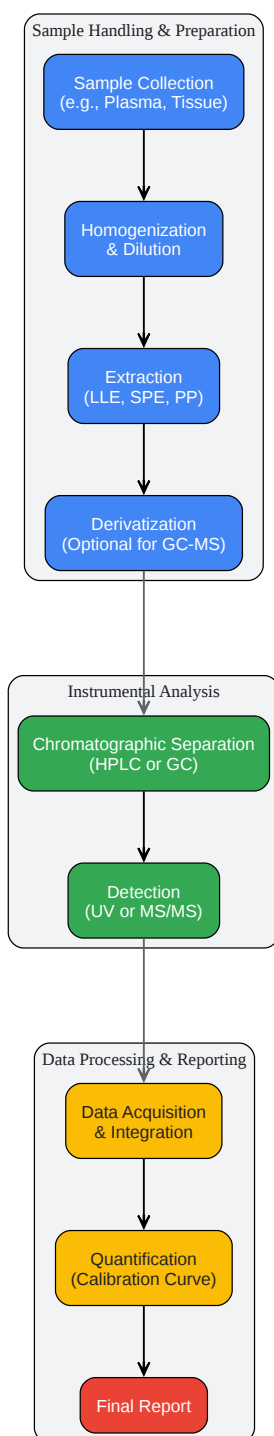 Sample Handling & Preparation
Sample Collection
(e.g., Plasma, Tissue)
Homogenization
& Dilution
Extraction
(LLE, SPE, PP)
Derivatization
(Optional for GC-MS)
Instrumental Analysis
Chromatographic Separation
(HPLC or GC)
Detection
(UV or MS/MS)
Data Processing & Reporting
Data Acquisition
& Integration
Quantification
(Calibration Curve)
Final Report